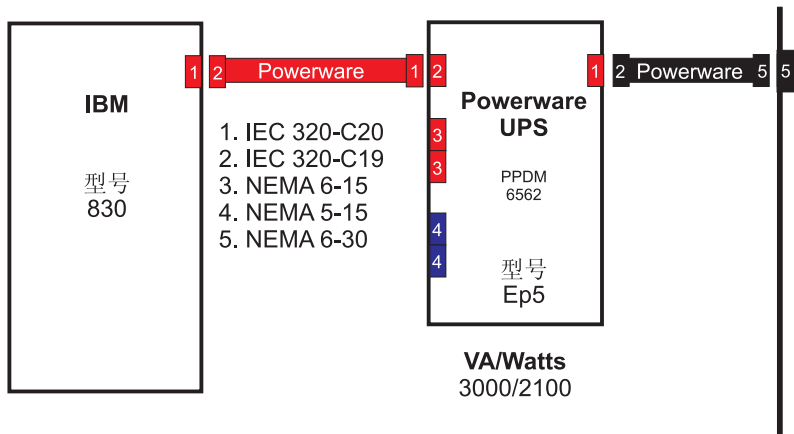 IBM
型号
830
1
2 Powerware 1
1. IEC 320-C20
2. IEC 320-C19
3. NEMA 6-15
4. NEMA 5-15
5. NEMA 6-30
2
3
3
4
4
1
Powerware
UPS
PPDM
6562
型号
Ep5
VA/Watts
3000/2100
2 Powerware 5
5